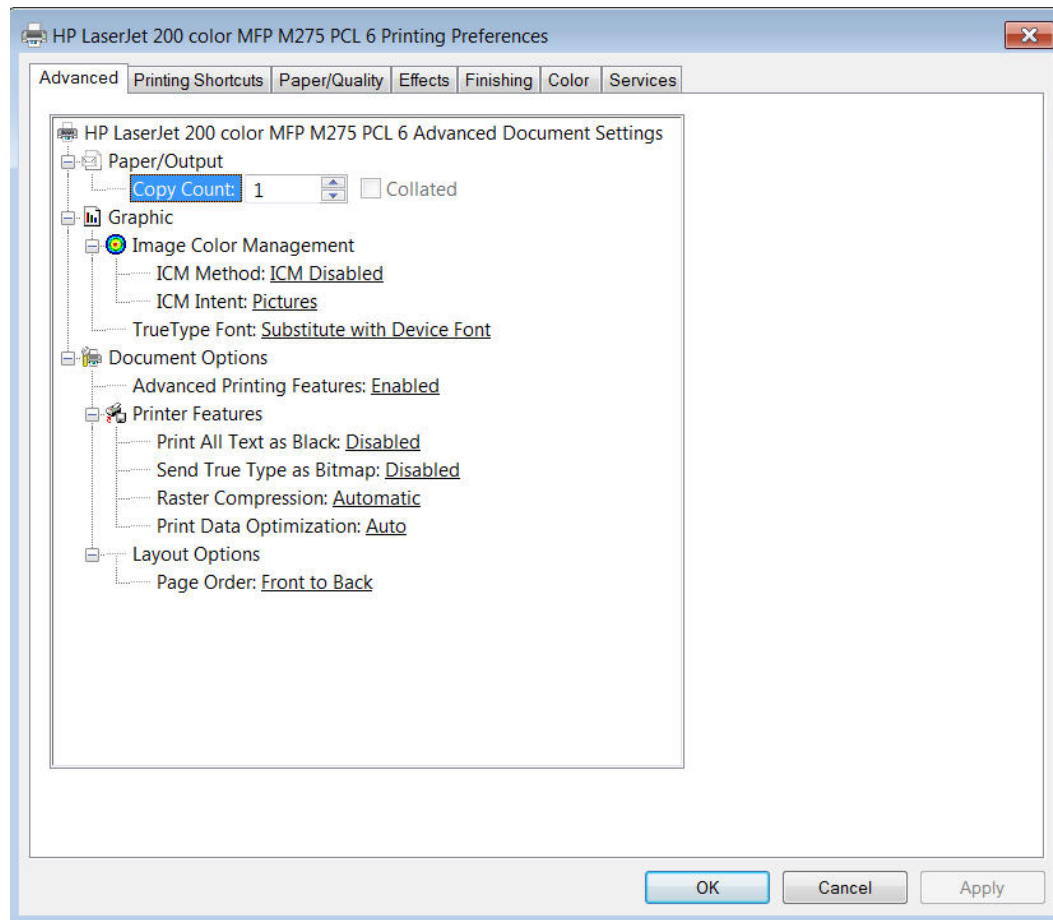 HP LaserJet 200 color MFP M275 PCL 6 Printing Preferences
Advanced Printing Shortcuts Paper/Quality Effects Finishing Color Services
HP LaserJet 200 color MFP M275 PCL 6 Advanced Document Settings
Paper/Output
Copy Count: 1 Collated
Graphic
Image Color Management
ICM Method: ICM Disabled
ICM Intent: Pictures
TrueType Font: Substitute with Device Font
Document Options
Advanced Printing Features: Enabled
Printer Features
Print All Text as Black: Disabled
Send True Type as Bitmap: Disabled
Raster Compression: Automatic
Print Data Optimization: Auto
Layout Options
Page Order: Front to Back
OK Cancel Apply